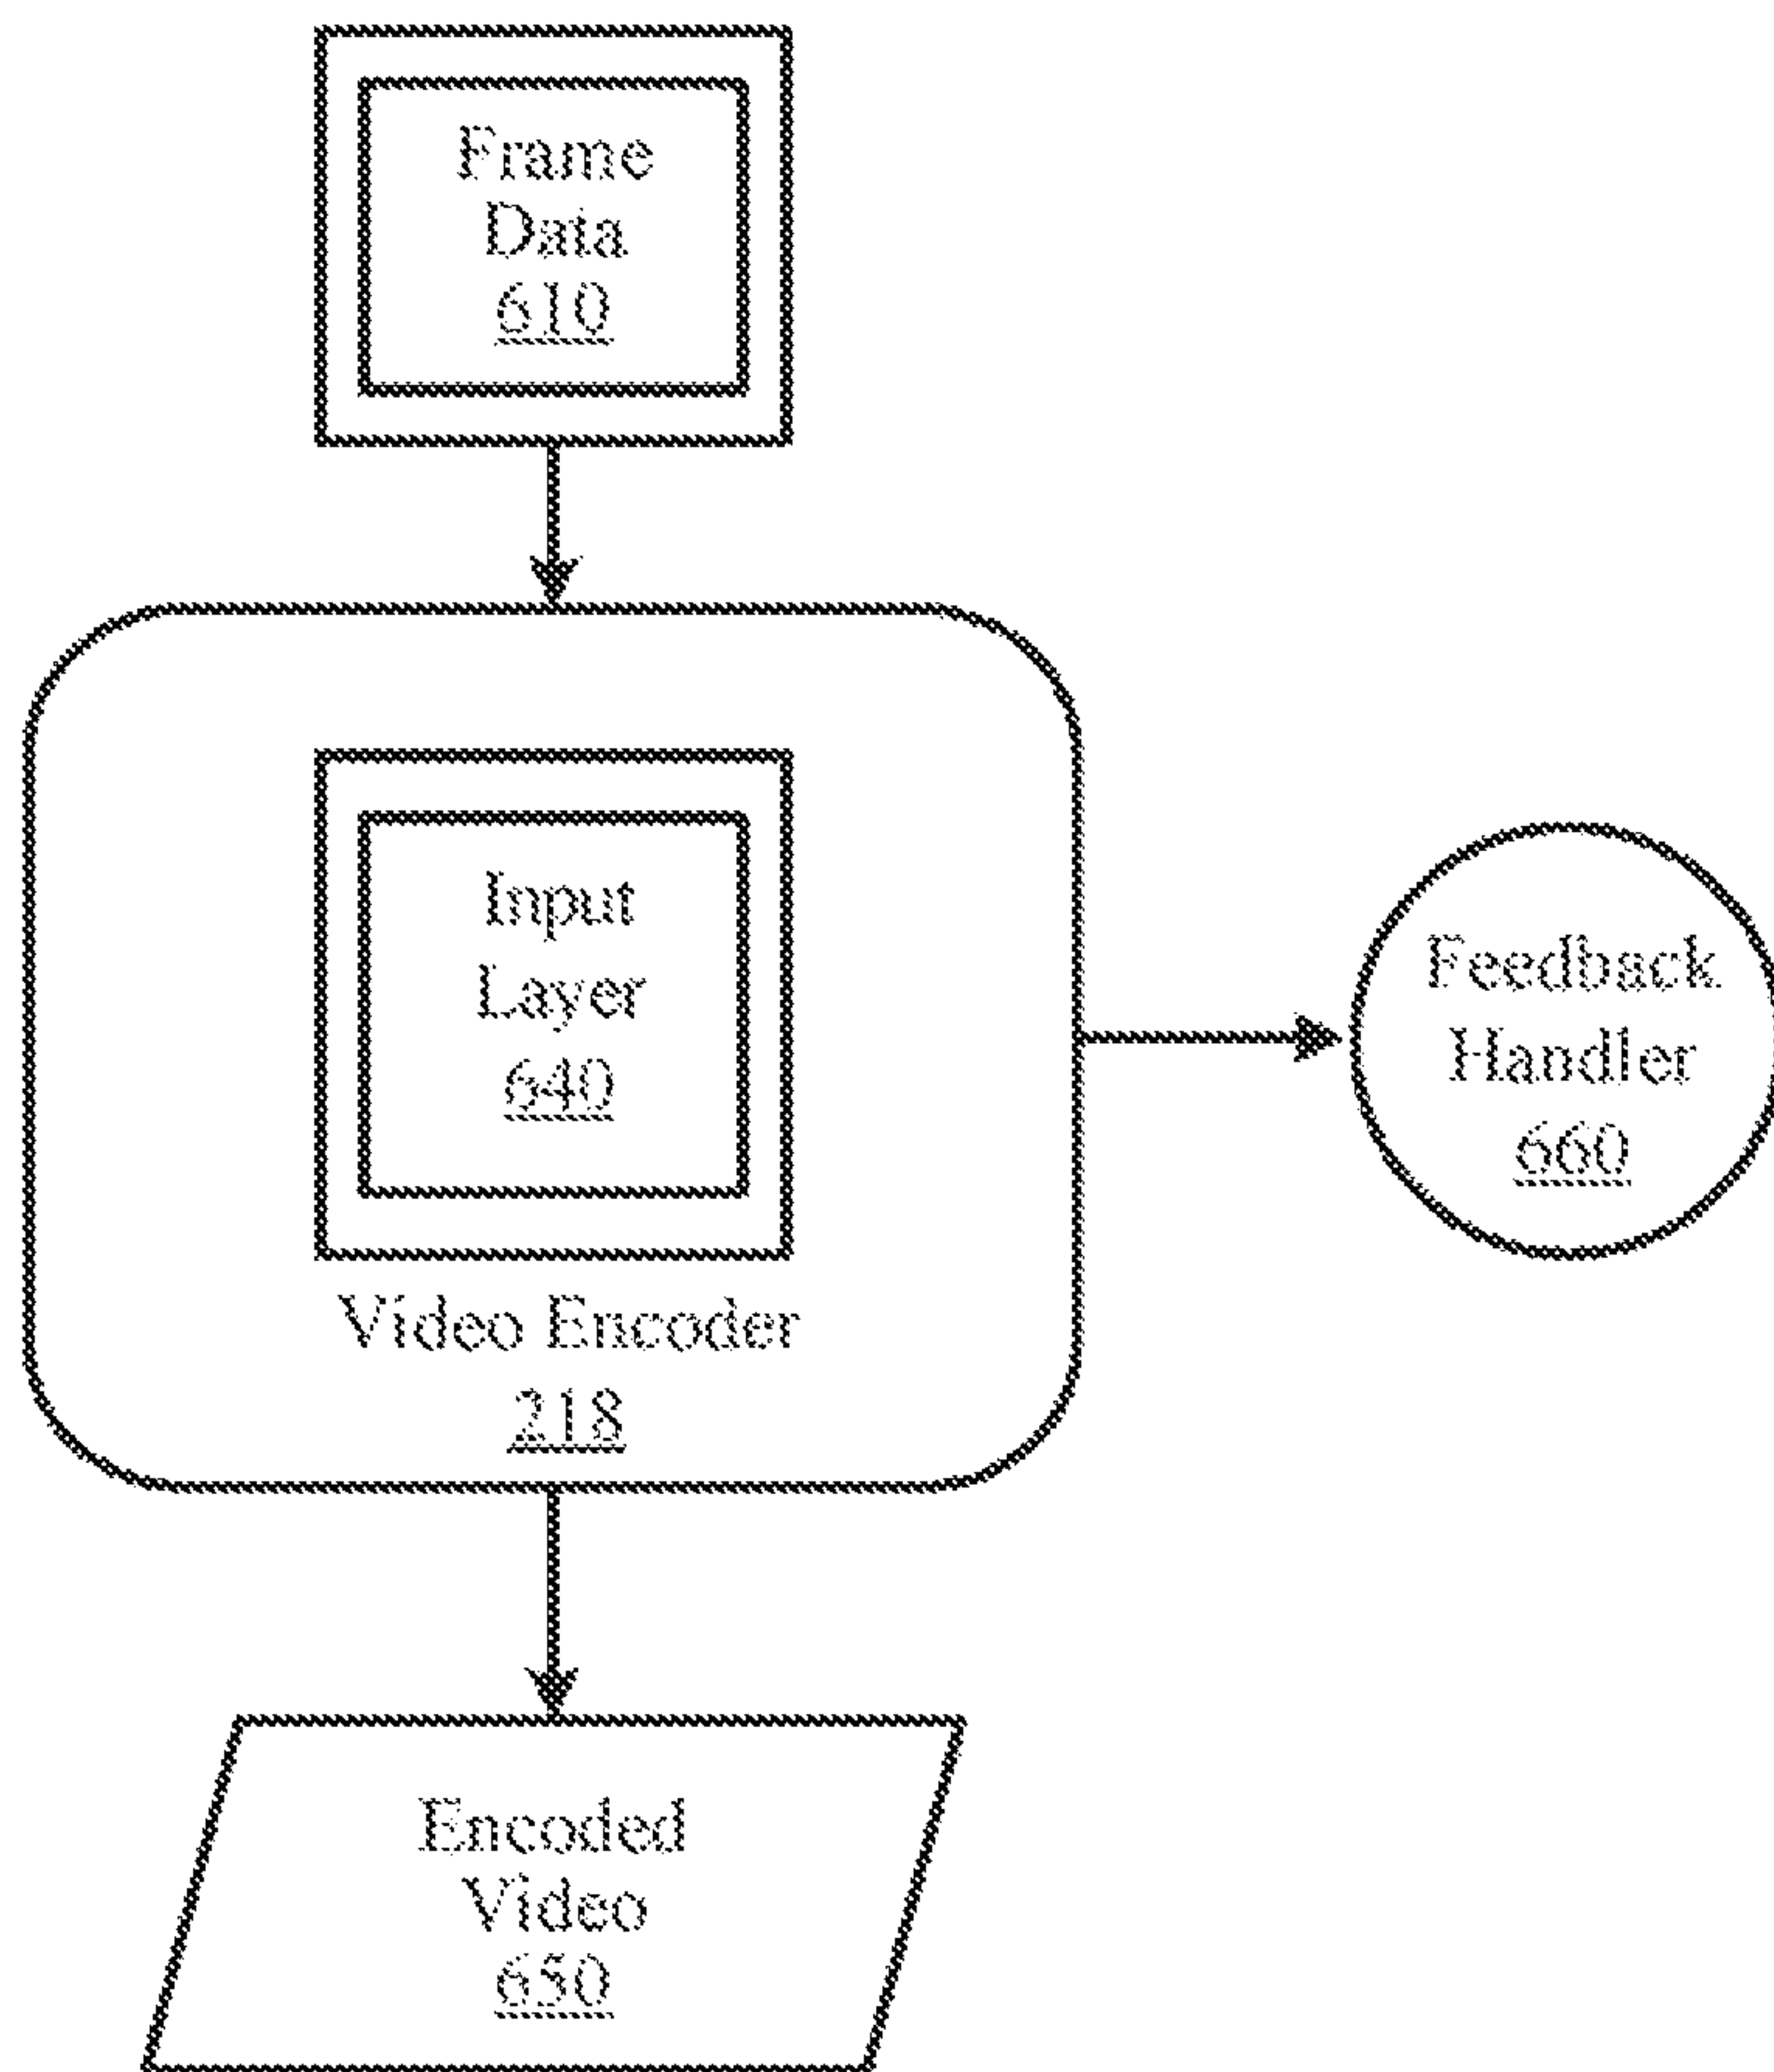 Frame
Data
610
Input
Layer
640
Video Encoder
218
Feedback
Handler
660
Encoded
Video
650